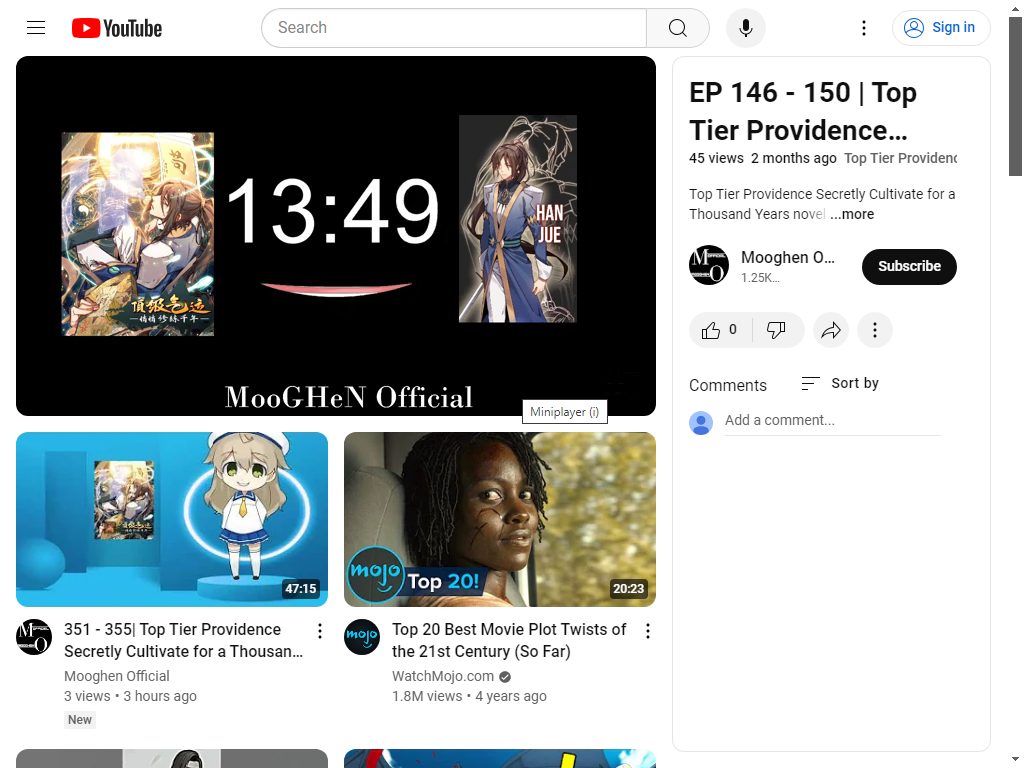 YouTube
Search
Sign in
13:49
HAN
JUE
苟
頂級气运
悄悄修练千年
MooGHeN Official
Miniplayer (i)
EP 146 - 150 | Top
Tier Providence...
45 views 2 months ago Top Tier Providenc
Top Tier Providence Secretly Cultivate for a
Thousand Years novel ...more
Mooghen O...
1.25K...
Subscribe
0
Comments
Sort by
Add a comment...
47:15
351 - 355| Top Tier Providence
Secretly Cultivate for a Thousan...
Mooghen Official
3 views • 3 hours ago
New
mojo
Top 20!
20:23
mojo
Top 20 Best Movie Plot Twists of
the 21st Century (So Far)
WatchMojo.com
1.8M views • 4 years ago